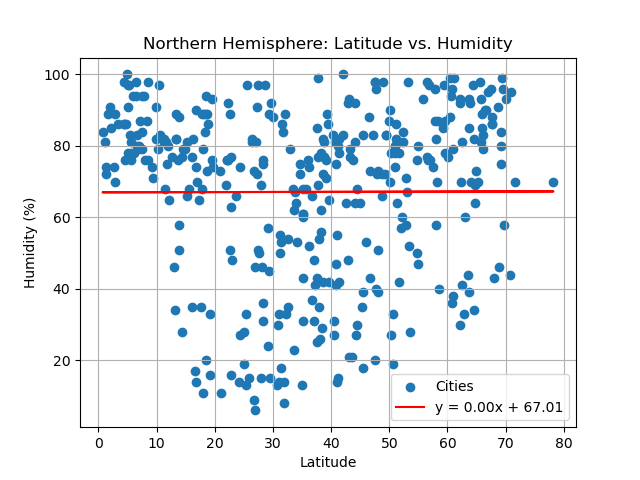 Northern Hemisphere: Latitude vs. Humidity
Humidity (%)
100
80
60
40
20
0 10 20 30 40 50 60 70 80
Latitude
Cities
y = 0.00x + 67.01